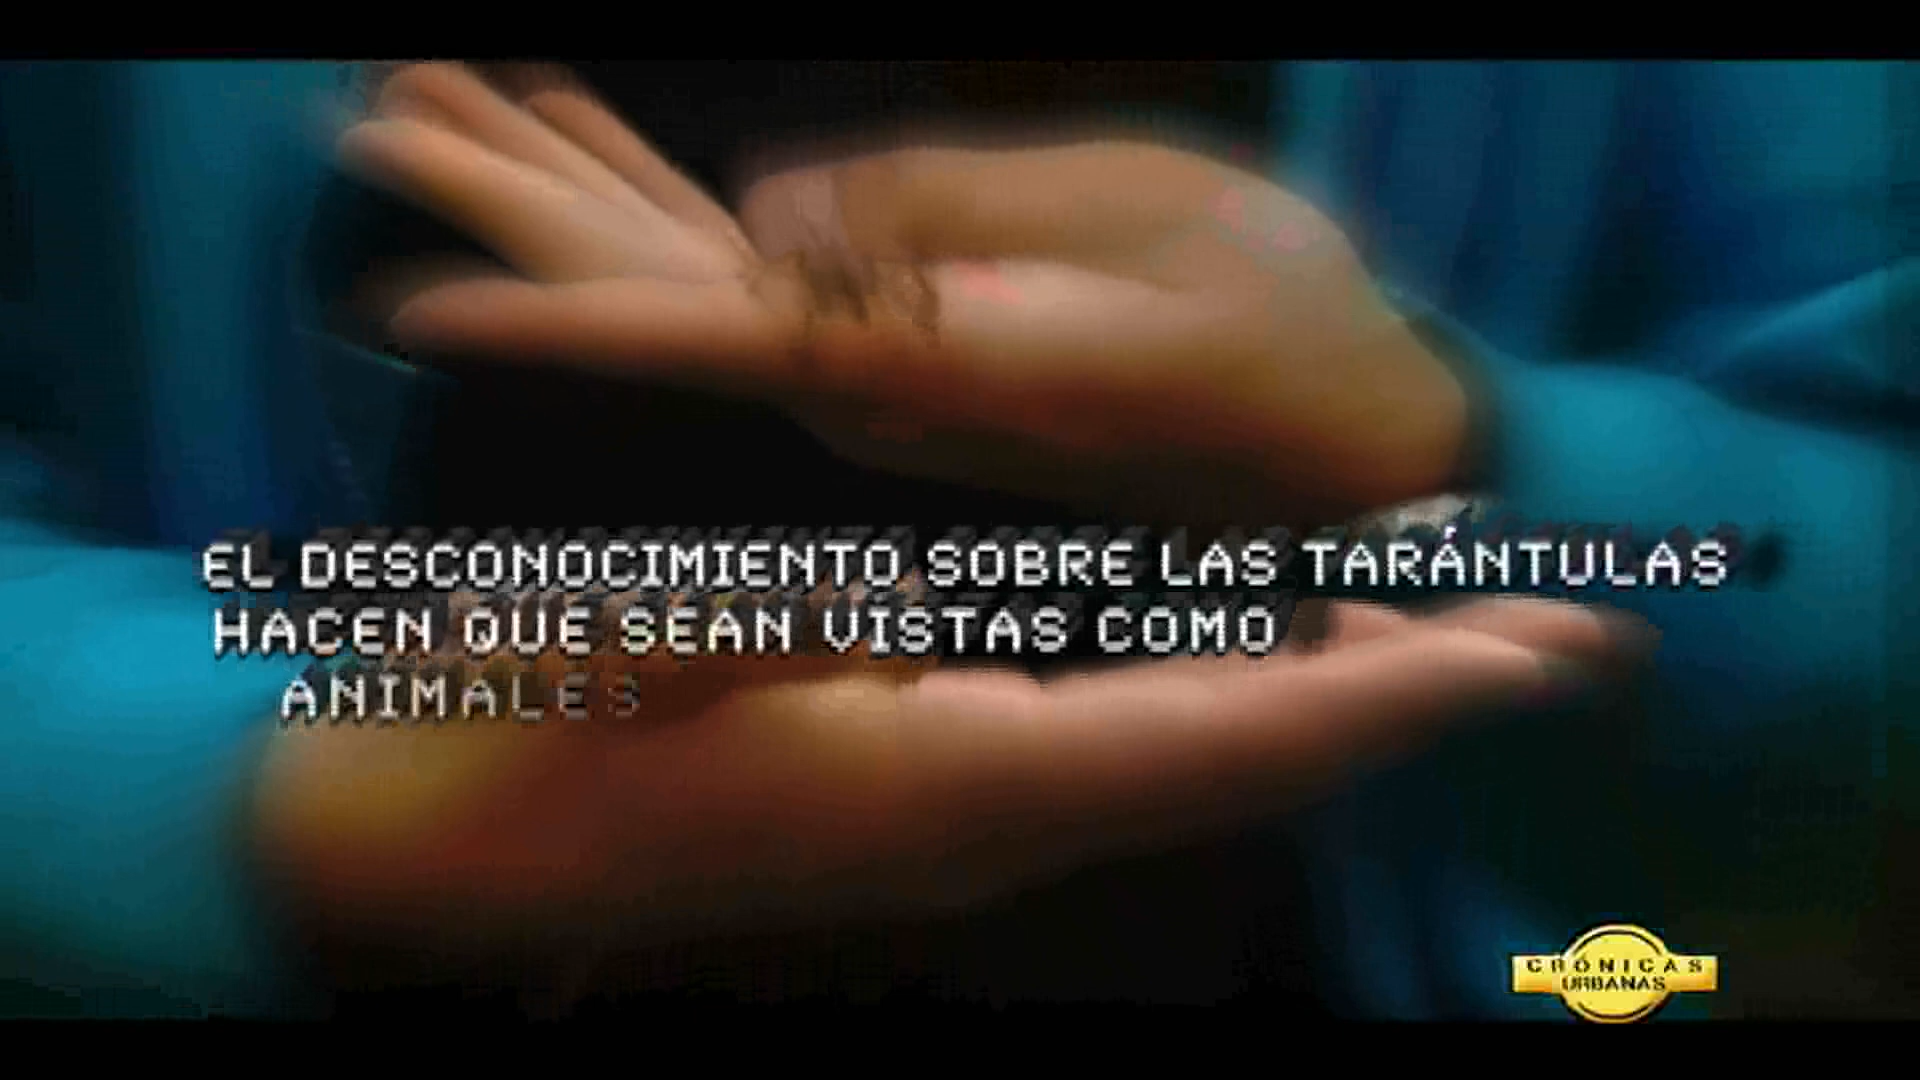 EL DESCONOCIMIENTO SOBRE LAS TARÁNTULAS
HACEN QUE SEAN VISTAS COMO
ANIMALES
CRÓNICAS
URBANAS